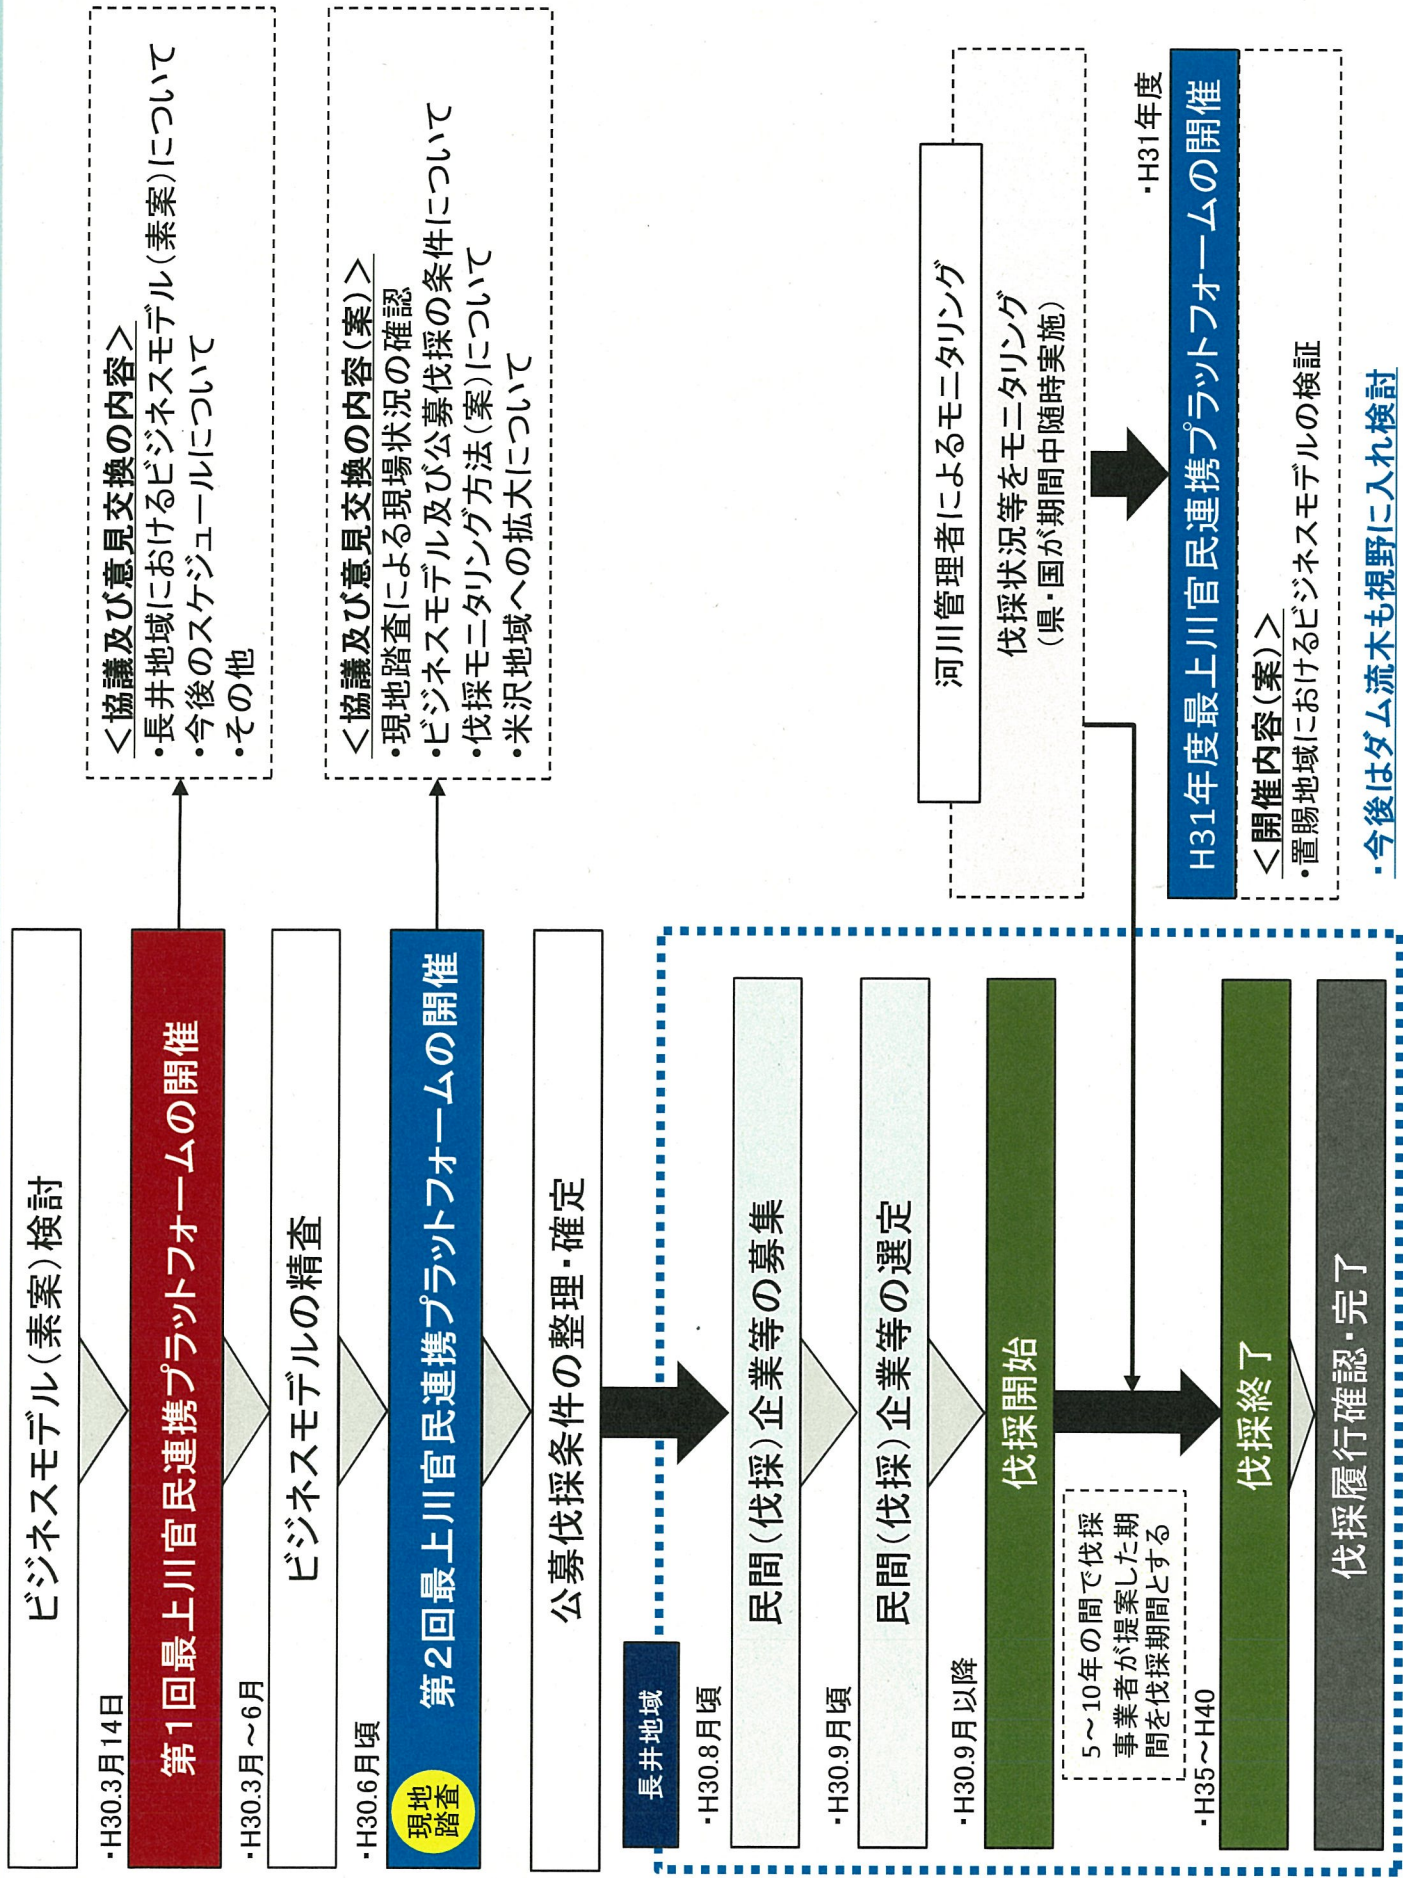 ビジネスモデル(素案)検討
・H30.3月14日
第1回最上川官民連携プラットフォームの開催
<協議及び意見交換の内容>
・長井地域におけるビジネスモデル(素案)について
・今後のスケジュールについて
・その他
・H30.3月~6月
ビジネスモデルの精査
・H30.6月頃
現地
踏査
第2回最上川官民連携プラットフォームの開催
<協議及び意見交換の内容(案)>
・現地踏査による現場状況の確認
・ビジネスモデル及び公募伐採の条件について
・伐採モニタリング方法(案)について
・米沢地域への拡大について
公募伐採条件の整理・確定
長井地域
・H30.8月頃
民間(伐採)企業等の募集
・H30.9月頃
民間(伐採)企業等の選定
・H30.9月以降
伐採開始
5~10年の間で伐採
事業者が提案した期
間を伐採期間とする
・H35~H40
伐採終了
伐採履行確認・完了
河川管理者によるモニタリング
伐採状況等をモニタリング
(県・国が期間中随時実施)
・H31年度
H31年度最上川官民連携プラットフォームの開催
<開催内容(案)>
・置賜地域におけるビジネスモデルの検証
・今後はダム流木も視野に入れ検討